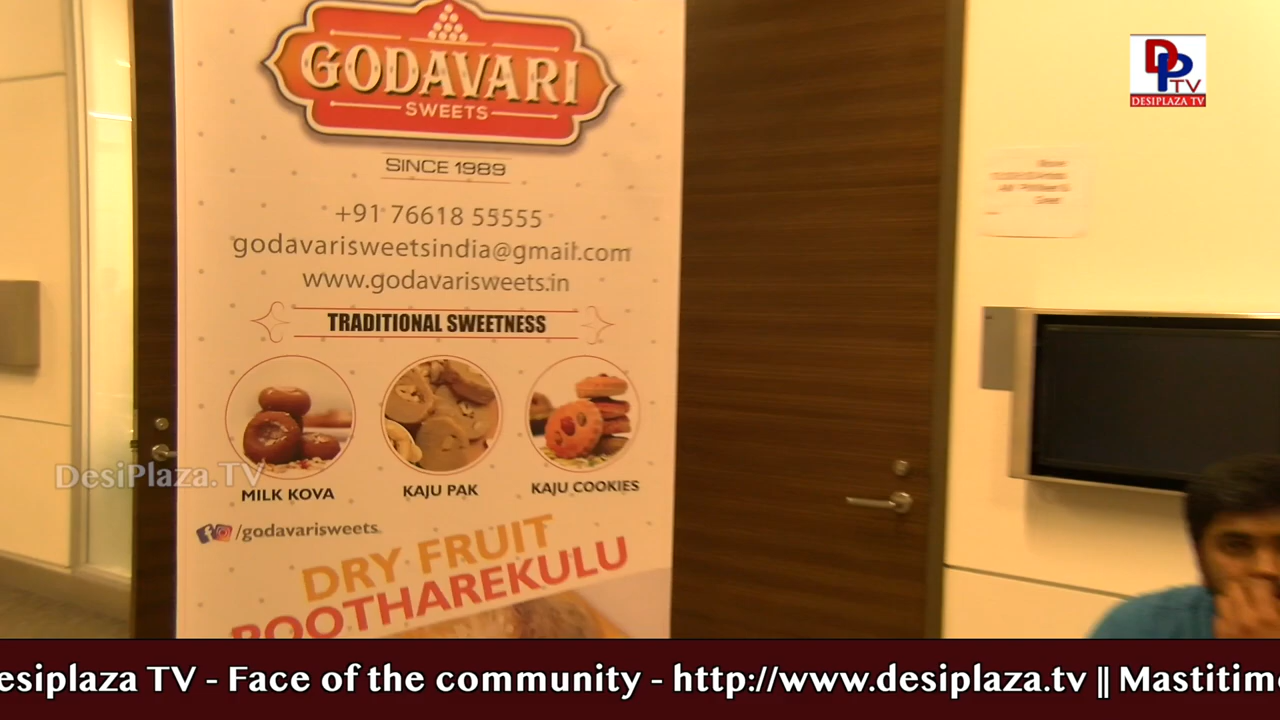 GODAVARI
SWEETS
SINCE 1989
+91 76618 55555
godavarisweetsindia@gmail.com
www.godavarisweets.in
TRADITIONAL SWEETNESS
MILK KOVA
KAJU PAK
KAJU COOKIES
/godavarisweets
DRY FRUIT
POOTHAREKULU
DP
TV
DESIPLAZA TV
DesiPlaza.TV
esiplaza TV - Face of the community - http://www.desiplaza.tv || Mastitime